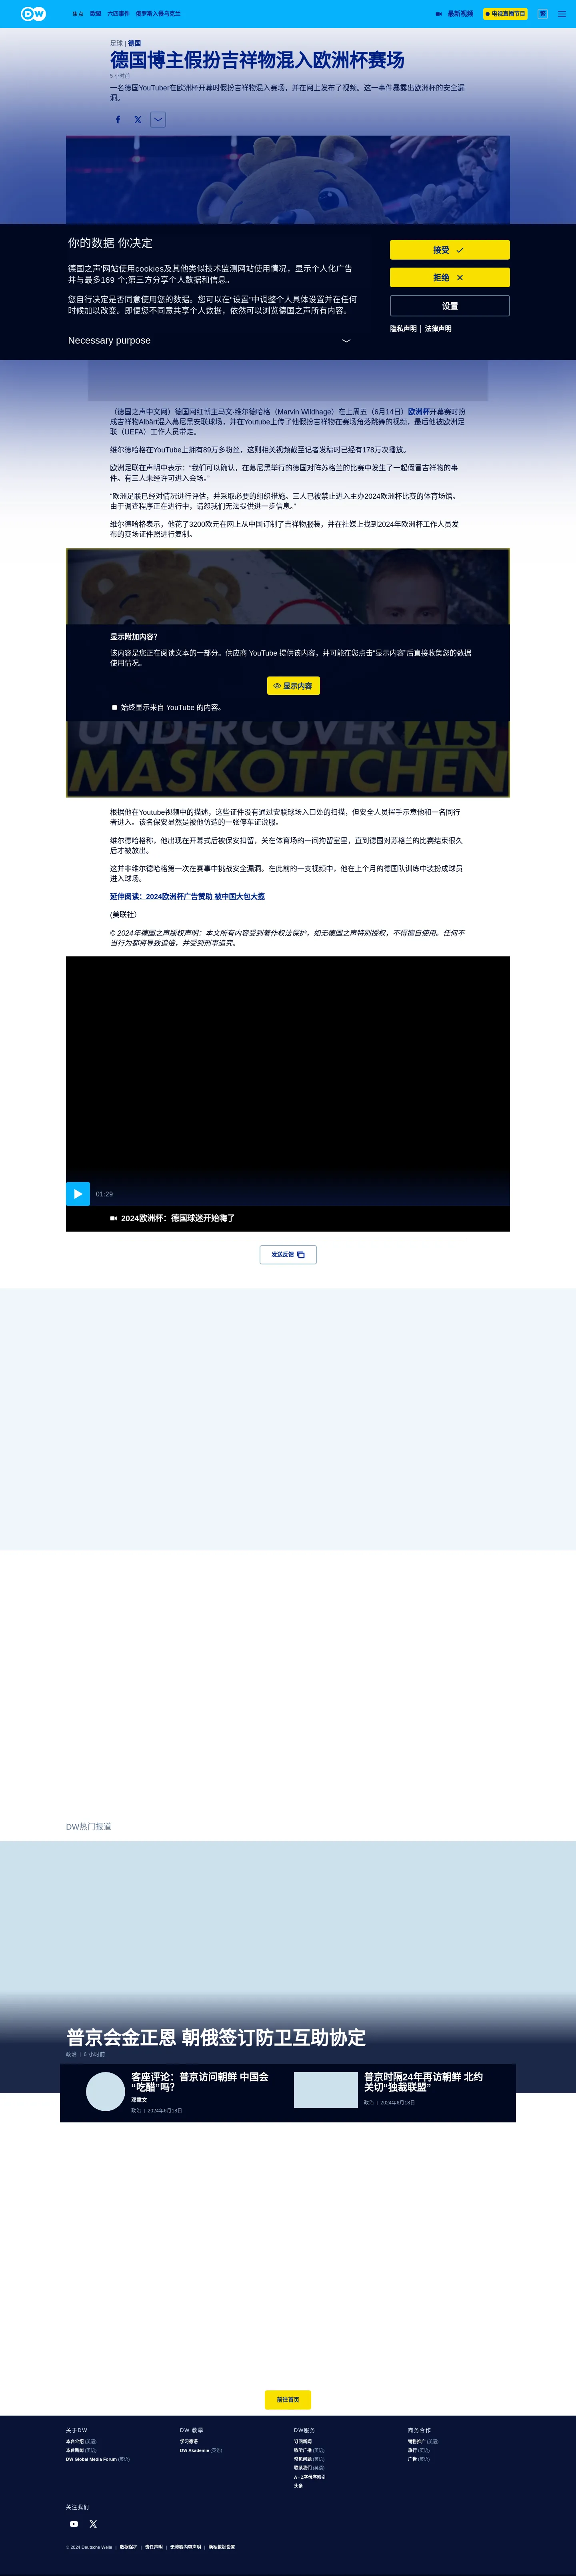 DW
焦点 欧盟 六四事件 俄罗斯入侵乌克兰
最新视频 电视直播节目 繁
足球 | 德国
德国博主假扮吉祥物混入欧洲杯赛场
5 小时前
一名德国YouTuber在欧洲杯开幕时假扮吉祥物混入赛场，并在网上发布了视频。这一事件暴露出欧洲杯的安全漏
洞。
你的数据 你决定
德国之声'网站使用cookies及其他类似技术监测网站使用情况，显示个人化广告
并与最多169 个;第三方分享个人数据和信息。
您自行决定是否同意使用您的数据。您可以在“设置”中调整个人具体设置并在任何
时候加以改变。即使您不同意共享个人数据，依然可以浏览德国之声所有内容。
Necessary purpose
接受
拒绝
设置
隐私声明 | 法律声明
（德国之声中文网）德国网红博主马文·维尔德哈格（Marvin Wildhage）在上周五（6月14日）欧洲杯开幕赛时扮
成吉祥物Albärt混入慕尼黑安联球场，并在Youtube上传了他假扮吉祥物在赛场角落跳舞的视频，最后他被欧洲足
联（UEFA）工作人员带走。
维尔德哈格在YouTube上拥有89万多粉丝，这则相关视频截至记者发稿时已经有178万次播放。
欧洲足联在声明中表示：“我们可以确认，在慕尼黑举行的德国对阵苏格兰的比赛中发生了一起假冒吉祥物的事
件。有三人未经许可进入会场。”
“欧洲足联已经对情况进行评估，并采取必要的组织措施。三人已被禁止进入主办2024欧洲杯比赛的体育场馆。
由于调查程序正在进行中，请恕我们无法提供进一步信息。”
维尔德哈格表示，他花了3200欧元在网上从中国订制了吉祥物服装，并在社媒上找到2024年欧洲杯工作人员发
布的赛场证件照进行复制。
显示附加内容？
该内容是您正在阅读文本的一部分。供应商 YouTube 提供该内容，并可能在您点击“显示内容”后直接收集您的数据
使用情况。
显示内容
始终显示来自 YouTube 的内容。
UNDERCOVER ALS
MASKOTTCHEN
根据他在Youtube视频中的描述，这些证件没有通过安联球场入口处的扫描，但安全人员挥手示意他和一名同行
者进入。该名保安显然是被他仿造的一张停车证说服。
维尔德哈格称，他出现在开幕式后被保安扣留，关在体育场的一间拘留室里，直到德国对苏格兰的比赛结束很久
后才被放出。
这并非维尔德哈格第一次在赛事中挑战安全漏洞。在此前的一支视频中，他在上个月的德国队训练中装扮成球员
进入球场。
延伸阅读：2024欧洲杯广告赞助 被中国大包大揽
(美联社）
© 2024年德国之声版权声明：本文所有内容受到著作权法保护，如无德国之声特别授权，不得擅自使用。任何不
当行为都将导致追偿，并受到刑事追究。
01:29
2024欧洲杯：德国球迷开始嗨了
发送反馈
DW热门报道
普京会金正恩 朝俄签订防卫互助协定
政治 | 6 小时前
客座评论：普京访问朝鲜 中国会
“吃醋”吗？
邓聿文
政治 | 2024年6月18日
普京时隔24年再访朝鲜 北约
关切“独裁联盟”
政治 | 2024年6月18日
前往首页
关于DW
本台介绍 (英语)
本台新闻 (英语)
DW Global Media Forum (英语)
DW 教學
学习德语
DW Akademie (英语)
DW服务
订阅新闻
收听广播 (英语)
常见问题 (英语)
联系我们 (英语)
A - Z字母序索引
头条
商务合作
销售推广 (英语)
旅行 (英语)
广告 (英语)
关注我们
© 2024 Deutsche Welle | 数据保护 | 责任声明 | 无障碍内容声明 | 隐私数据设置